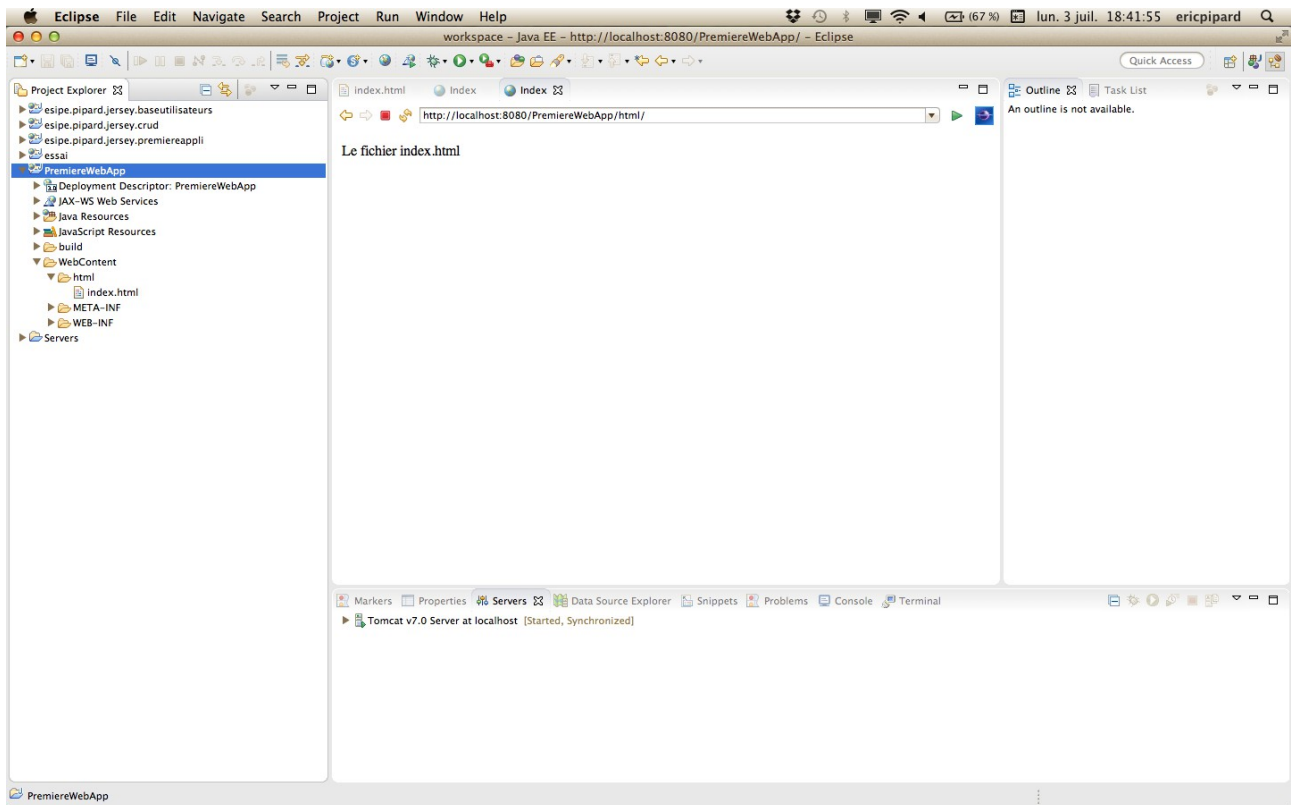 Eclipse File Edit Navigate Search Project Run Window Help (67 %) lun. 3 juil. 18:41:55 ericpipard
workspace – Java EE – http://localhost:8080/PremiereWebApp/ – Eclipse
Quick Access
Project Explorer
esipe.pipard.jersey.baseutilisateurs
esipe.pipard.jersey.crud
esipe.pipard.jersey.premiereappli
essai
PremiereWebApp
Deployment Descriptor: PremiereWebApp
JAX-WS Web Services
Java Resources
JavaScript Resources
build
WebContent
html
index.html
META-INF
WEB-INF
Servers
index.html Index Index
http://localhost:8080/PremiereWebApp/html/
Le fichier index.html
Outline Task List
An outline is not available.
Markers Properties Servers Data Source Explorer Snippets Problems Console Terminal
Tomcat v7.0 Server at localhost [Started, Synchronized]
PremiereWebApp